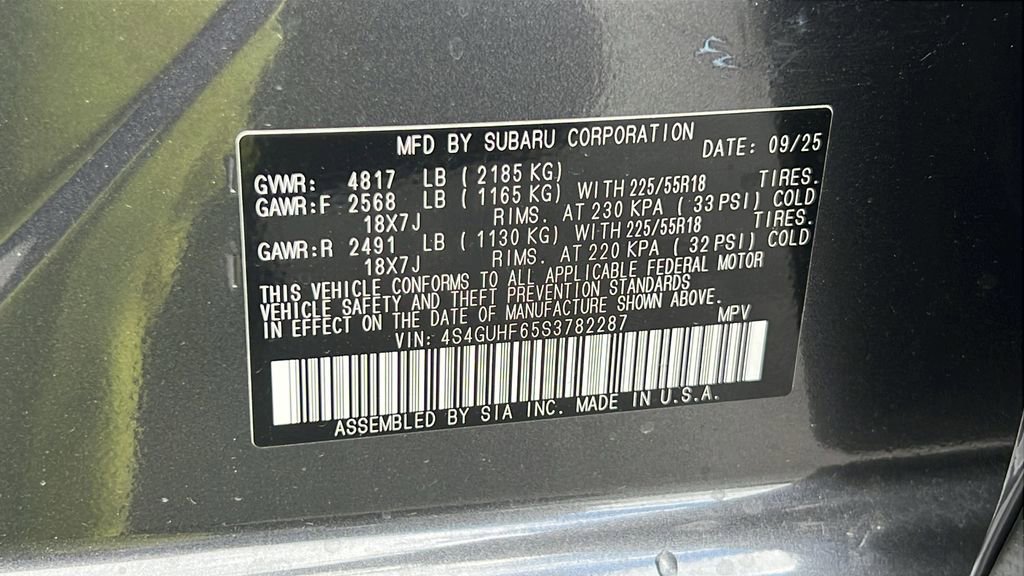 MFD BY SUBARU CORPORATION DATE: 09/25
GVWR: 4817 LB ( 2185 KG)
GAWR:F 2568 LB ( 1165 KG) WITH 225/55R18 TIRES.
18X7J RIMS. AT 230 KPA ( 33 PSI) COLD
GAWR:R 2491 LB ( 1130 KG) WITH 225/55R18 TIRES.
18X7J RIMS. AT 220 KPA ( 32 PSI) COLD
THIS VEHICLE CONFORMS TO ALL APPLICABLE FEDERAL MOTOR
VEHICLE SAFETY AND THEFT PREVENTION STANDARDS
IN EFFECT ON THE DATE OF MANUFACTURE SHOWN ABOVE.
VIN: 4S4GUHF65S3782287 MPV
ASSEMBLED BY SIA INC. MADE IN U.S.A.